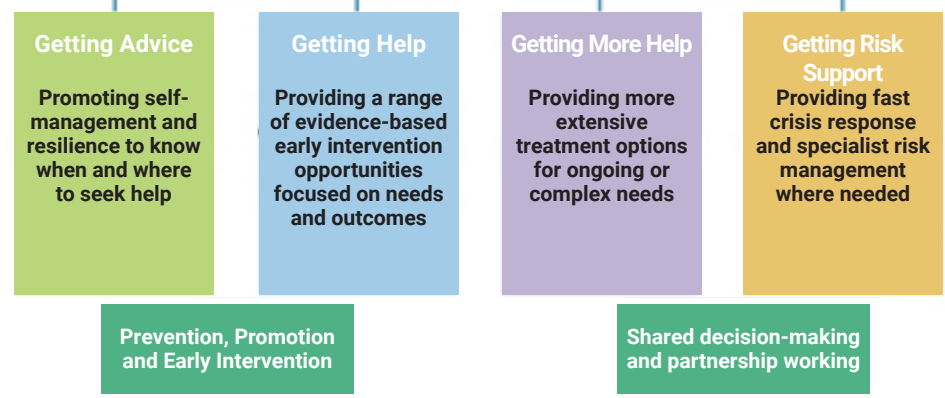 Getting Advice
Promoting self-
management and
resilience to know
when and where
to seek help
Getting Help
Providing a range
of evidence-based
early intervention
opportunities
focused on needs
and outcomes
Getting More Help
Providing more
extensive
treatment options
for ongoing or
complex needs
Getting Risk
Support
Providing fast
crisis response
and specialist risk
management
where needed
Prevention, Promotion
and Early Intervention
Shared decision-making
and partnership working